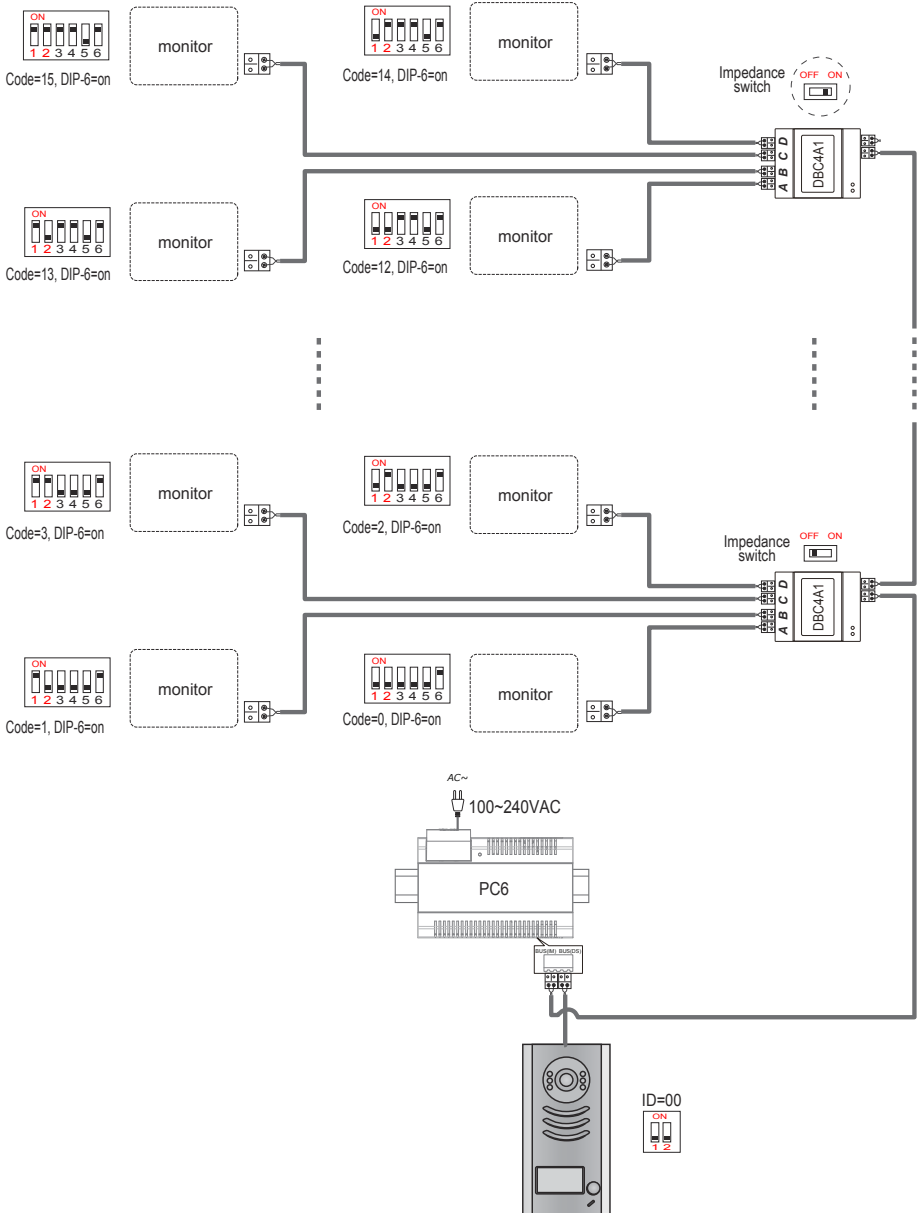 ON
1 2 3 4 5 6
Code=15, DIP-6=on
monitor
ON
1 2 3 4 5 6
Code=14, DIP-6=on
monitor
Impedance
switch
OFF ON
A B C D
DBC4A1
ON
1 2 3 4 5 6
Code=13, DIP-6=on
monitor
ON
1 2 3 4 5 6
Code=12, DIP-6=on
monitor
ON
1 2 3 4 5 6
Code=3, DIP-6=on
monitor
ON
1 2 3 4 5 6
Code=2, DIP-6=on
monitor
Impedance
switch
OFF ON
A B C D
DBC4A1
ON
1 2 3 4 5 6
Code=1, DIP-6=on
monitor
ON
1 2 3 4 5 6
Code=0, DIP-6=on
monitor
AC~
100~240VAC
PC6
BUS(IM) BUS(DS)
ID=00
ON
1 2